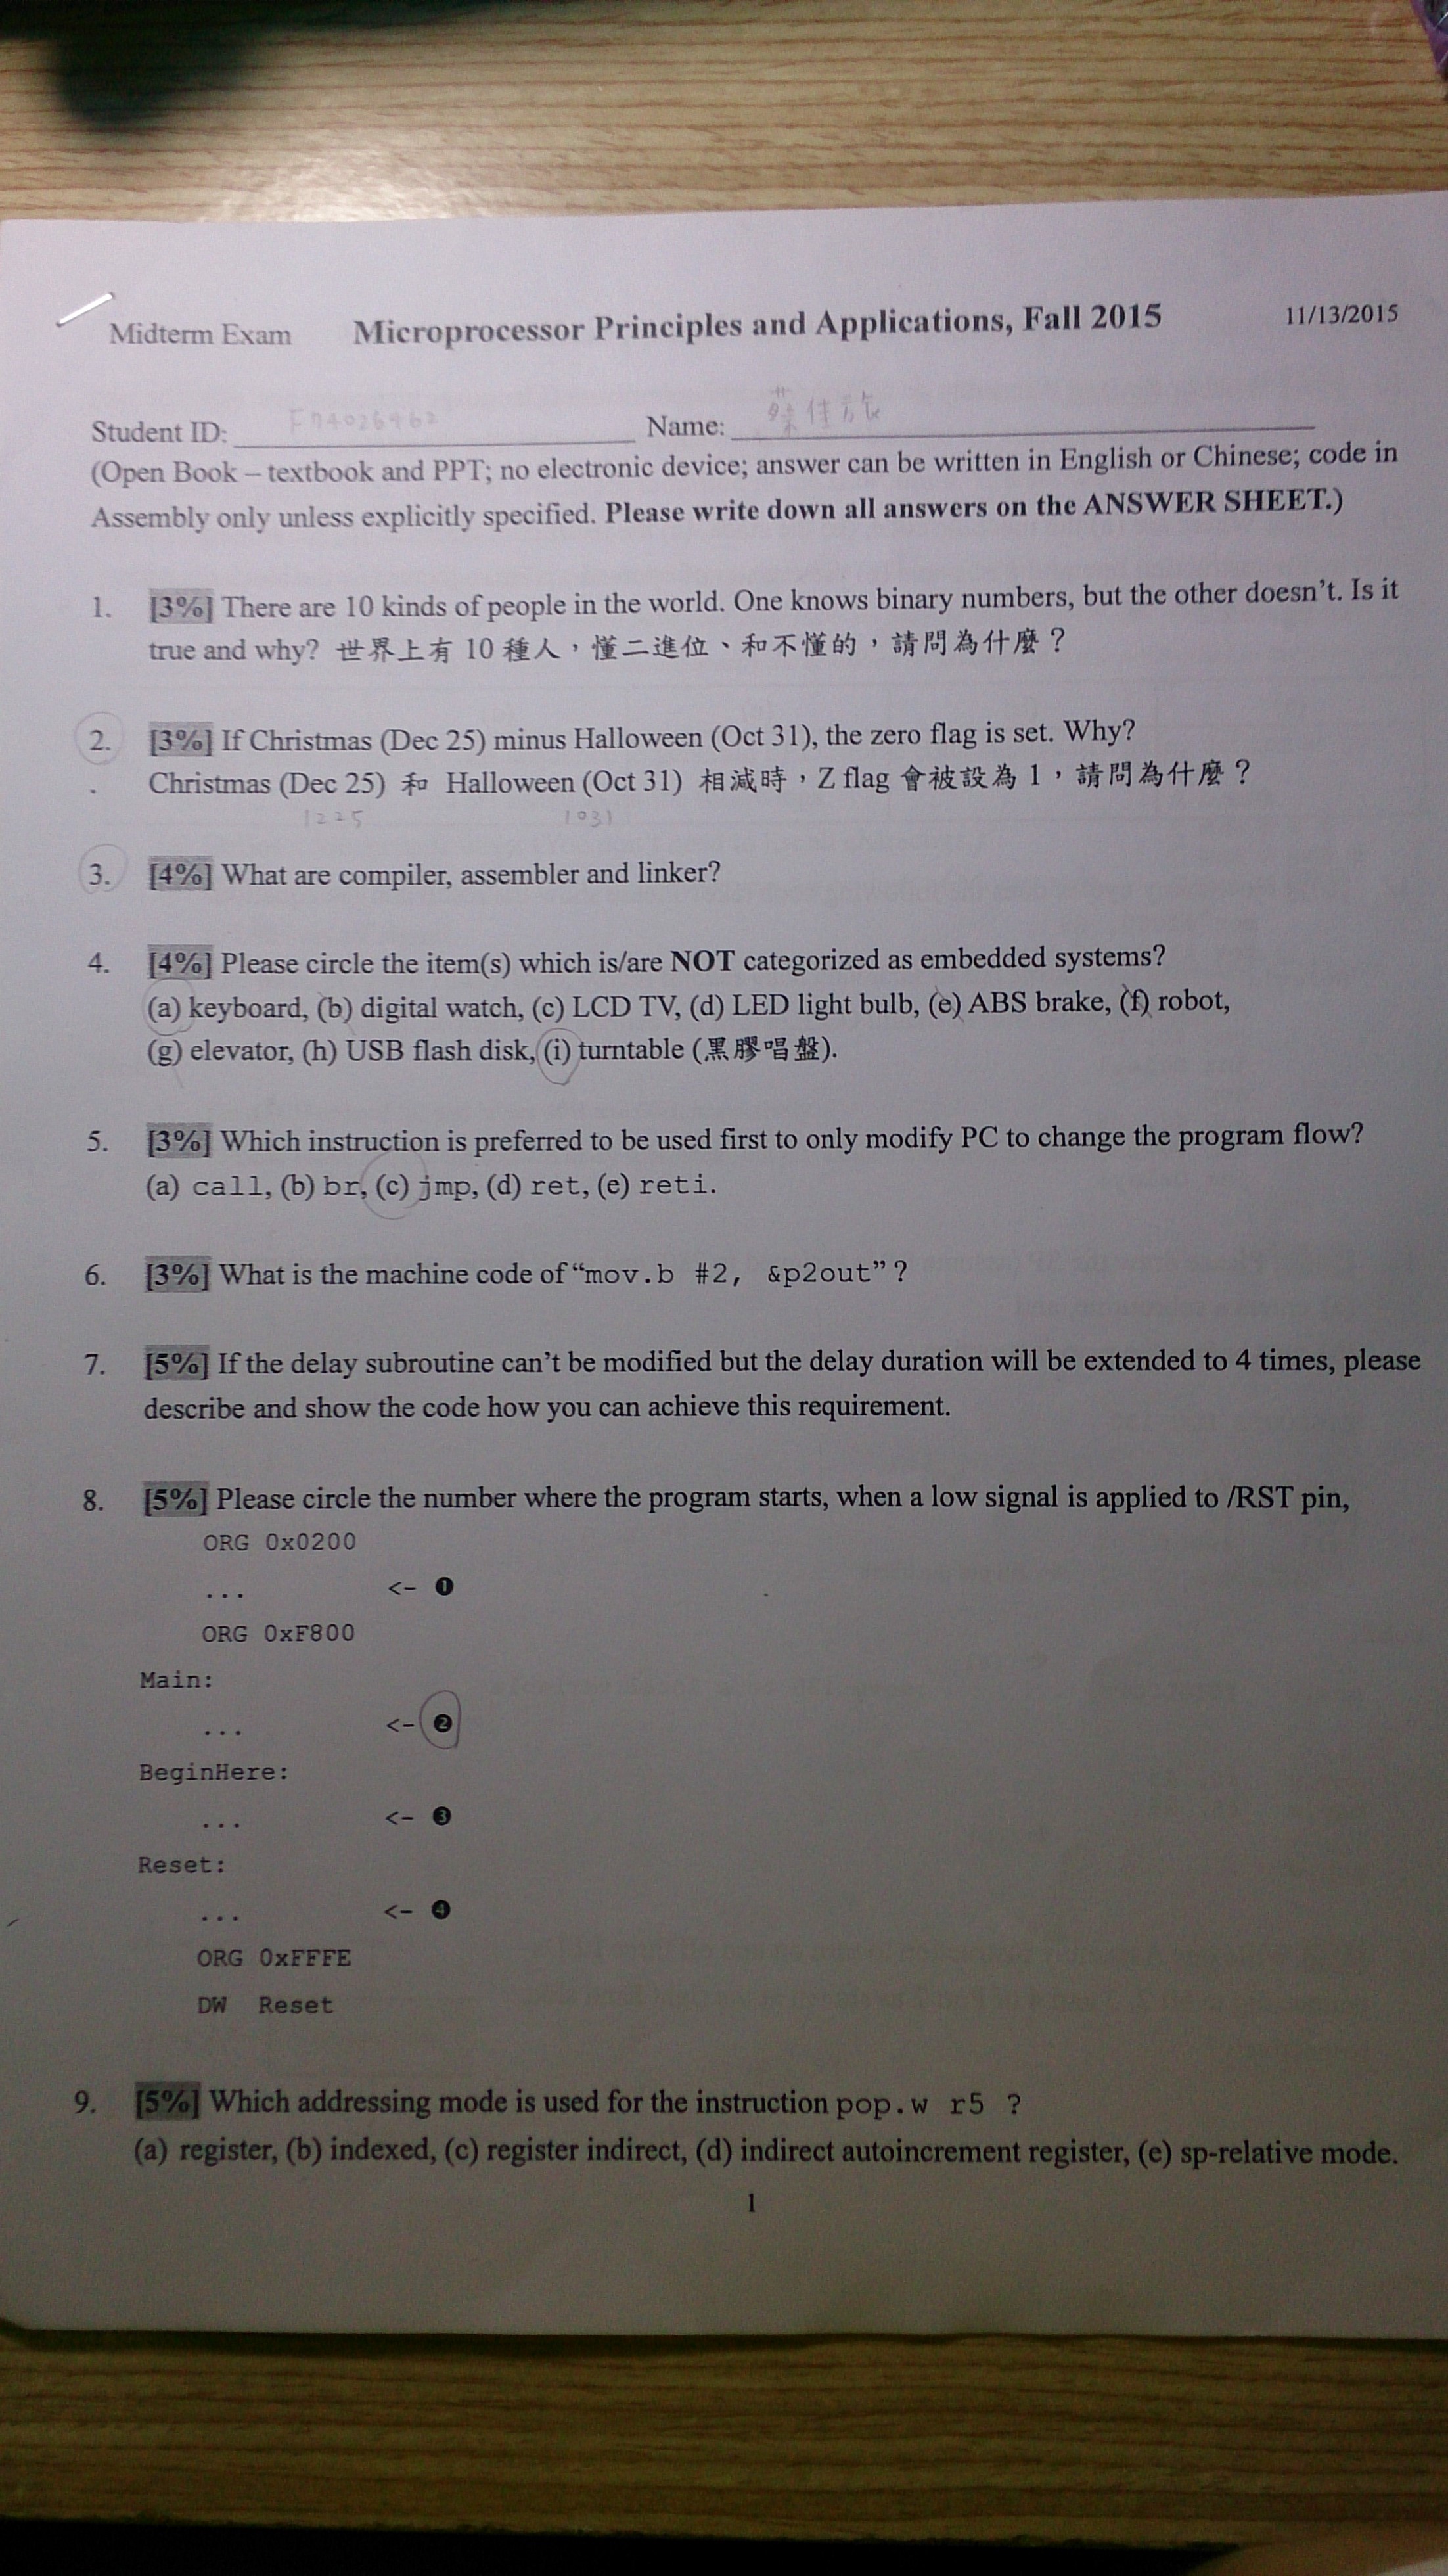 Midterm Exam Microprocessor Principles and Applications, Fall 2015 11/13/2015
Student ID: Name:
(Open Book – textbook and PPT; no electronic device; answer can be written in English or Chinese; code in
Assembly only unless explicitly specified. Please write down all answers on the ANSWER SHEET.)
1. [3%] There are 10 kinds of people in the world. One knows binary numbers, but the other doesn't. Is it
true and why? 世界上有 10 種人，懂二進位、和不懂的，請問為什麼？
2. [3%] If Christmas (Dec 25) minus Halloween (Oct 31), the zero flag is set. Why?
Christmas (Dec 25) 和 Halloween (Oct 31) 相減時，Z flag 會被設為 1，請問為什麼？
1225 1031
3. [4%] What are compiler, assembler and linker?
4. [4%] Please circle the item(s) which is/are NOT categorized as embedded systems?
(a) keyboard, (b) digital watch, (c) LCD TV, (d) LED light bulb, (e) ABS brake, (f) robot,
(g) elevator, (h) USB flash disk, (i) turntable (黑膠唱盤).
5. [3%] Which instruction is preferred to be used first to only modify PC to change the program flow?
(a) call, (b) br, (c) jmp, (d) ret, (e) reti.
6. [3%] What is the machine code of “mov.b #2, &p2out”?
7. [5%] If the delay subroutine can't be modified but the delay duration will be extended to 4 times, please
describe and show the code how you can achieve this requirement.
8. [5%] Please circle the number where the program starts, when a low signal is applied to /RST pin,
ORG 0x0200
... <- ❶
ORG 0xF800
Main:
... <- ❷
BeginHere:
... <- ❸
Reset:
... <- ❹
ORG 0xFFFE
DW Reset
9. [5%] Which addressing mode is used for the instruction pop.w r5 ?
(a) register, (b) indexed, (c) register indirect, (d) indirect autoincrement register, (e) sp-relative mode.
1